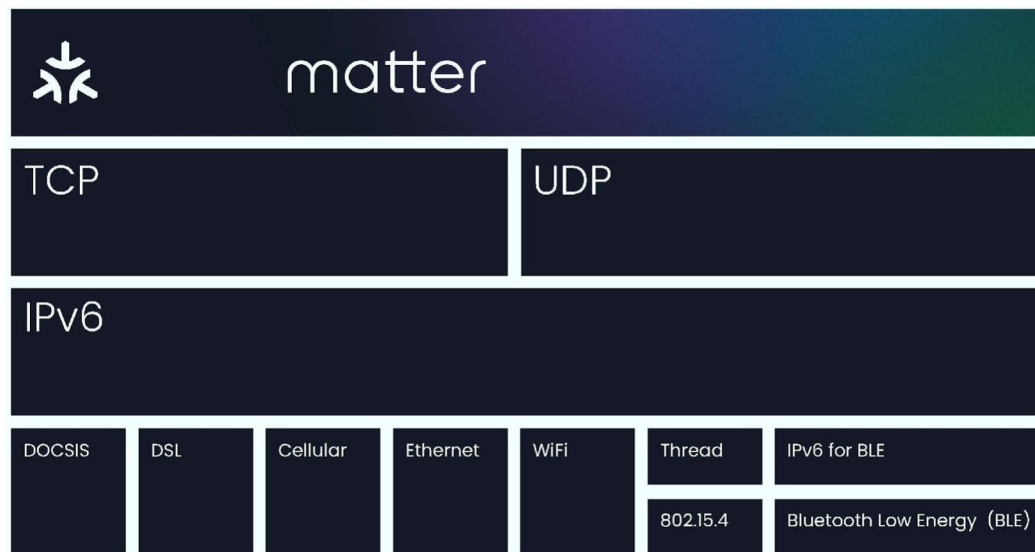 matter
TCP
UDP
IPv6
DOCSIS
DSL
Cellular
Ethernet
WiFi
Thread
IPv6 for BLE
802.15.4
Bluetooth Low Energy (BLE)